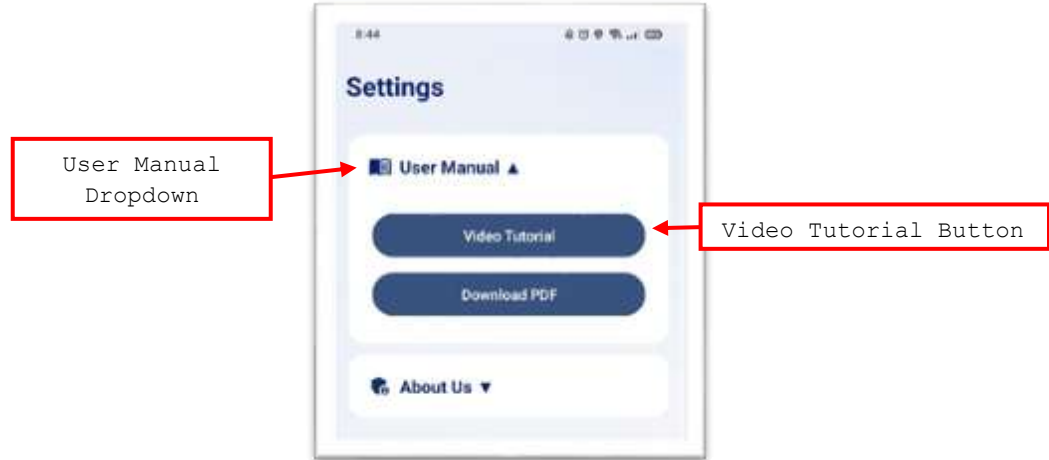 8:44
Settings
User Manual
Dropdown
User Manual ▲
Video Tutorial
Video Tutorial Button
Download PDF
About Us ▼